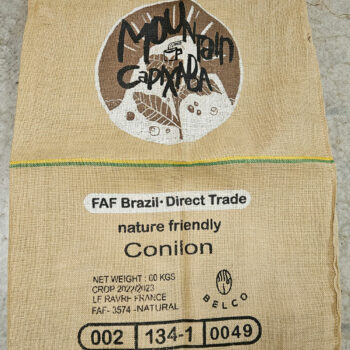 Mountain
CapixABA
FAF Brazil • Direct Trade
nature friendly
Conilon
NET WEIGHT : 60 KGS
CROP 2022/2023
LE HAVRE FRANCE
FAF- 3574 -NATURAL
BELCO
002 134-1 0049